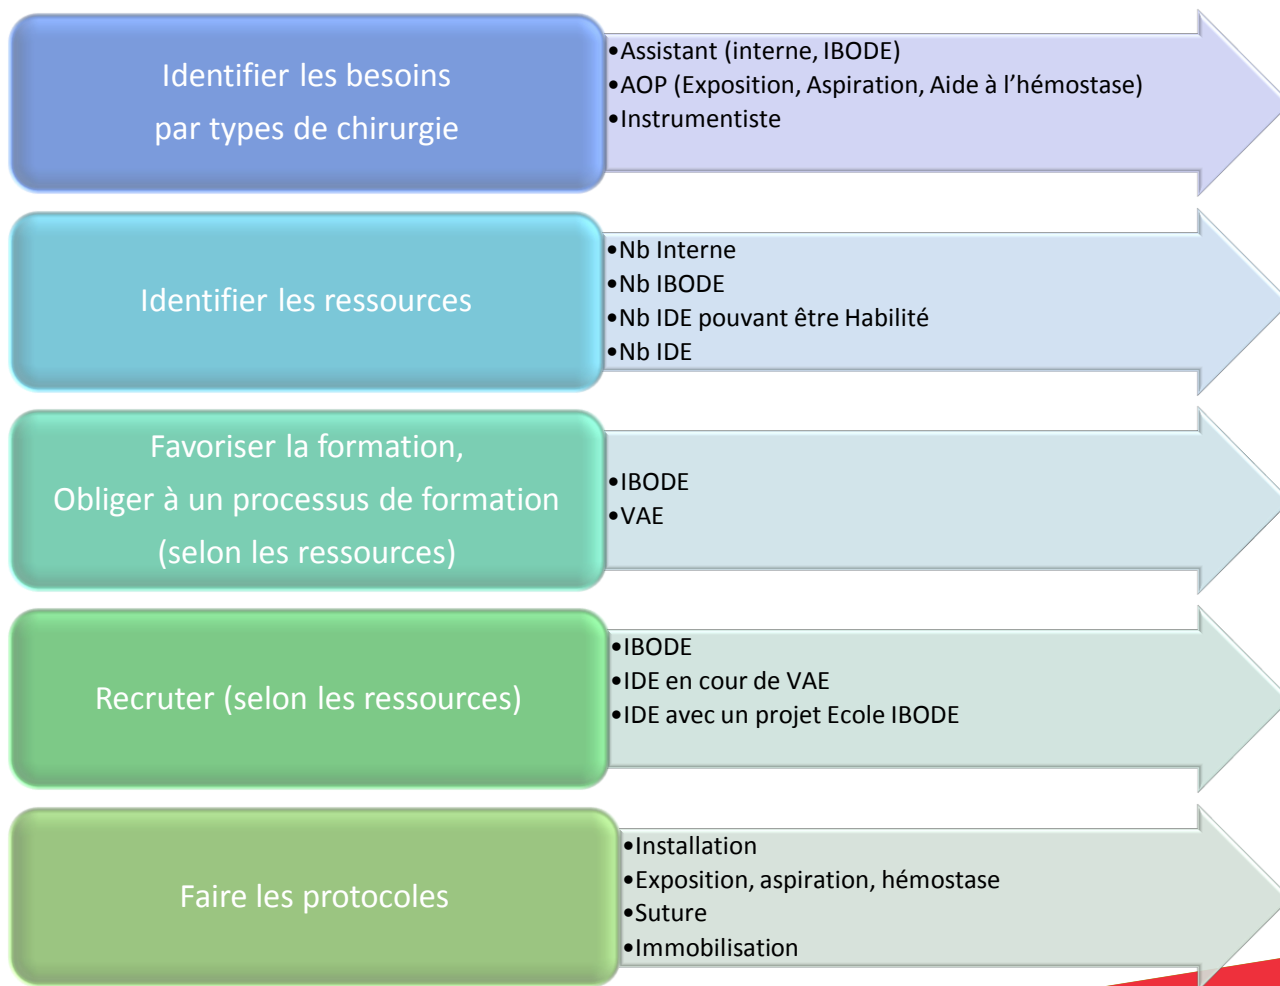 Identifier les besoins
par types de chirurgie
•Assistant (interne, IBODE)
•AOP (Exposition, Aspiration, Aide à l’hémostase)
•Instrumentiste
Identifier les ressources
•Nb Interne
•Nb IBODE
•Nb IDE pouvant être Habilité
•Nb IDE
Favoriser la formation,
Obliger à un processus de formation
(selon les ressources)
•IBODE
•VAE
Recruter (selon les ressources)
•IBODE
•IDE en cour de VAE
•IDE avec un projet Ecole IBODE
Faire les protocoles
•Installation
•Exposition, aspiration, hémostase
•Suture
•Immobilisation